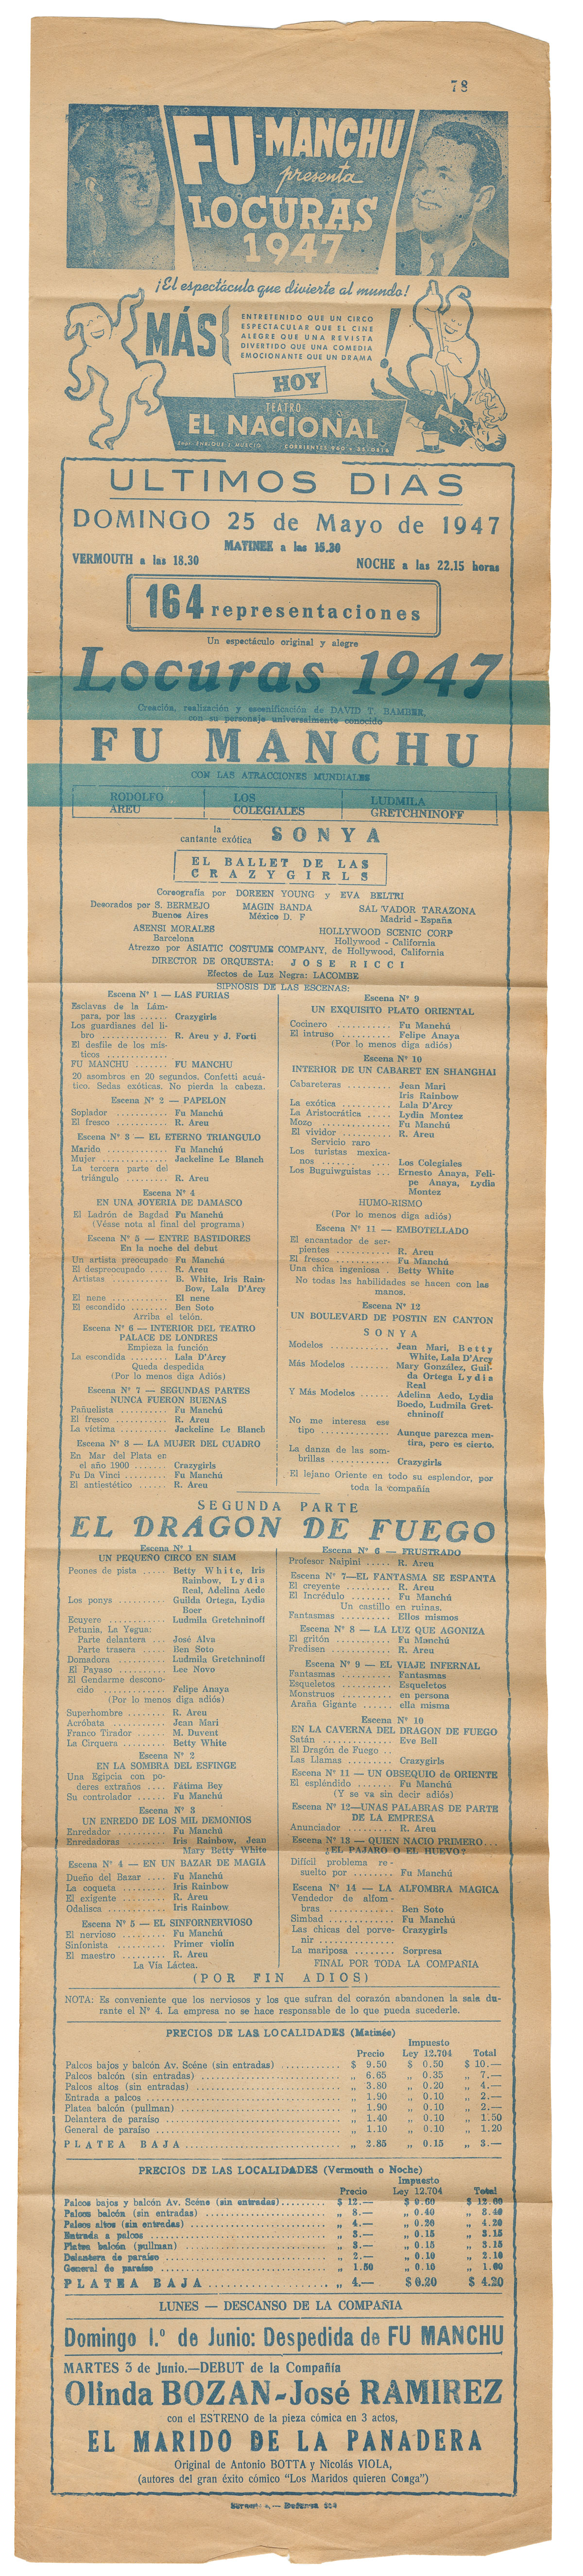 78
FU-MANCHU
presenta
LOCURAS
1947
¡El espectáculo que divierte al mundo!
MÁS
ENTRETENIDO QUE UN CIRCO
ESPECTACULAR QUE EL CINE
ALEGRE QUE UNA REVISTA
DIVERTIDO QUE UNA COMEDIA
EMOCIONANTE QUE UN DRAMA
!
HOY
TEATRO
EL NACIONAL
CORRIENTES 960
ULTIMOS DIAS
DOMINGO 25 de Mayo de 1947
MATINEE a las 15.30
VERMOUTH a las 18.30 NOCHE a las 22.15 horas
164 representaciones
Un espectáculo original y alegre
Locuras 1947
Creación, realización y escenificación de DAVID T. BAMBER,
con su personaje universalmente conocido
FU MANCHU
CON LAS ATRACCIONES MUNDIALES
RODOLFO LOS LUDMILA
AREU COLEGIALES GRETCHNINOFF
la
cantante exótica SONYA
EL BALLET DE LAS
CRAZYGIRLS
Coreografía por DOREEN YOUNG y EVA BELTRI
Decorados por S. BERMEJO MAGIN BANDA SALVADOR TARAZONA
Buenos Aires México D. F Madrid - España
ASENSI MORALES HOLLYWOOD SCENIC CORP
Barcelona Hollywood - California
Atrezzo por ASIATIC COSTUME COMPANY, de Hollywood, California
DIRECTOR DE ORQUESTA: JOSE RICCI
Efectos de Luz Negra: LACOMBE
SIPNOSIS DE LAS ESCENAS:
Escena Nº 1 — LAS FURIAS
Esclavas de la Lám-
para, por las ...... Crazygirls
Los guardianes del li-
bro ............ R. Areu y J. Forti
El desfile de los mís-
ticos ............
FU MANCHU ...... FU MANCHU
20 asombros en 20 segundos. Confetti acuá-
tico. Sedas exóticas. No pierda la cabeza.
Escena Nº 2 — PAPELON
Soplador ............ Fu Manchú
El fresco ............ R. Areu
Escena Nº 3 — EL ETERNO TRIANGULO
Marido ............ Fu Manchú
Mujer ............ Jackeline Le Blanch
La tercera parte del
triángulo ......... R. Areu
Escena Nº 4
EN UNA JOYERIA DE DAMASCO
El Ladrón de Bagdad Fu Manchú
(Vésse nota al final del programa)
Escena Nº 5 — ENTRE BASTIDORES
En la noche del debut
Un artista preocupado Fu Manchú
El despreocupado .... R. Areu
Artistas ............ B. White, Iris Rain-
Bow, Lala D'Arcy
El nene ............ El nene
El escondido ........ Ben Soto
Arriba el telón.
Escena Nº 6 — INTERIOR DEL TEATRO
PALACE DE LONDRES
Empieza la función
La escondida ........ Lala D'Arcy
Queda despedida
(Por lo menos diga Adiós)
Escena Nº 7 — SEGUNDAS PARTES
NUNCA FUERON BUENAS
Pañuelista .......... Fu Manchú
El fresco ............ R. Areu
La víctima .......... Jackeline Le Blanch
Escena Nº 8 — LA MUJER DEL CUADRO
En Mar del Plata en
el año 1900 ...... Crazygirls
Fu Da Vinci ......... Fu Manchú
El antiestético ...... R. Areu
Escena Nº 9
UN EXQUISITO PLATO ORIENTAL
Cocinero ........... Fu Manchú
El intruso .......... Felipe Anaya
(Por lo menos diga adiós)
Escena Nº 10
INTERIOR DE UN CABARET EN SHANGHAI
Cabareteras ........ Jean Mari
Iris Rainbow
La exótica .......... Lala D'Arcy
La Aristocrática .... Lydia Montez
Mozo .............. Fu Manchú
El vividor .......... R. Areu
Servicio raro
Los turistas mexica-
nos ............ Los Colegiales
Los Buguiwguistas ... Ernesto Anaya, Feli-
pe Anaya, Lydia
Montez
HUMO-RISMO
(Por lo menos diga adiós)
Escena Nº 11 — EMBOTELLADO
El encantador de ser-
pientes .......... R. Areu
El fresco ........... Fu Manchú
Una chica ingeniosa . Betty White
No todas las habilidades se hacen con las
manos.
Escena Nº 12
UN BOULEVARD DE POSTIN EN CANTON
SONYA
Modelos ........... Jean Mari, Betty
White, Lala D'Arcy
Más Modelos ....... Mary González, Guil-
da Ortega Lydia
Real
Y Más Modelos ..... Adelina Aedo, Lydia
Boedo, Ludmila Gret-
chninoff
No me interesa ese
tipo .............. Aunque parezca men-
tira, pero es cierto.
La danza de las som-
brillas ............ Crazygirls
El lejano Oriente en todo su esplendor, por
toda la compañía
SEGUNDA PARTE
EL DRAGON DE FUEGO
Escena Nº 1
UN PEQUEÑO CIRCO EN SIAM
Peones de pista ..... Betty White, Iris
Rainbow, Lydia
Real, Adelina Aedo
Los ponys .......... Guilda Ortega, Lydia
Boer
Ecuyere ............ Ludmila Gretchninoff
Petunia, La Yegua:
Parte delantera ... José Alva
Parte trasera ..... Ben Soto
Domadora .......... Ludmila Gretchninoff
El Payaso .......... Lee Novo
El Gendarme descono-
cido .............. Felipe Anaya
(Por lo menos diga adiós)
Superhombre ....... R. Areu
Acróbata ........... Jean Mari
Franco Tirador ...... M. Duvent
La Cirquera ......... Betty White
Escena Nº 2
EN LA SOMBRA DEL ESFINGE
Una Egipcia con po-
deres extraños .... Fátima Bey
Su controlador ...... Fu Manchú
Escena Nº 3
UN ENREDO DE LOS MIL DEMONIOS
Enredador .......... Fu Manchú
Enredadoras ........ Iris Rainbow, Jean
Mary Betty White
Escena Nº 4 — EN UN BAZAR DE MAGIA
Dueño del Bazar .... Fu Manchú
La coqueta ......... Iris Rainbow
El exigente ......... R. Areu
Odalisca ............ Iris Rainbow
Escena Nº 5 — EL SINFORNERVIOSO
El nervioso ......... Fu Manchú
Sinfonista .......... Primer violín
El maestro .......... R. Areu
La Vía Láctea.
Escena Nº 6 — FRUSTRADO
Profesor Naipini ..... R. Areu
Escena Nº 7—EL FANTASMA SE ESPANTA
El creyente ......... R. Areu
El Incrédulo ........ Fu Manchú
Un castillo en ruinas.
Fantasmas .......... Ellos mismos
Escena Nº 8 — LA LUZ QUE AGONIZA
El gritón ........... Fu Manchú
Fredisen ............ R. Areu
Escena Nº 9 — EL VIAJE INFERNAL
Fantasmas .......... Fantasmas
Esqueletos .......... Esqueletos
Monstruos .......... en persona
Araña Gigante ...... ella misma
Escena Nº 10
EN LA CAVERNA DEL DRAGON DE FUEGO
Satán .............. Eve Bell
El Dragón de Fuego ..
Las Llamas ......... Crazygirls
Escena Nº 11 — UN OBSEQUIO de ORIENTE
El espléndido ....... Fu Manchú
(Y se va sin decir adiós)
Escena Nº 12—UNAS PALABRAS DE PARTE
DE LA EMPRESA
Anunciador ......... R. Areu
Escena Nº 13 — QUIEN NACIO PRIMERO...
¿EL PAJARO O EL HUEVO?
Difícil problema re-
suelto por ........ Fu Manchú
Escena Nº 14 — LA ALFOMBRA MAGICA
Vendedor de alfom-
bras .............. Ben Soto
Simbad ............. Fu Manchú
Las chicas del porve- Crazygirls
nir ...............
La mariposa ........ Sorpresa
FINAL POR TODA LA COMPAÑIA
(POR FIN ADIOS)
NOTA: Es conveniente que los nerviosos y los que sufran del corazón abandonen la sala du-
rante el Nº 4. La empresa no se hace responsable de lo que pueda sucederle.
PRECIOS DE LAS LOCALIDADES (Matinée)
Impuesto
Precio Ley 12.704 Total
Palcos bajos y balcón Av. Scéne (sin entradas) ............ $ 9.50 $ 0.50 $ 10.—
Palcos balcón (sin entradas) ............ „ 6.65 „ 0.35 „ 7.—
Palcos altos (sin entradas) ............ „ 3.80 „ 0.20 „ 4.—
Entrada a palcos ............ „ 1.90 „ 0.10 „ 2.—
Platea balcón (pullman) ............ „ 1.90 „ 0.10 „ 2.—
Delantera de paraíso ............ „ 1.40 „ 0.10 „ 1.50
General de paraíso ............ „ 1.10 „ 0.10 „ 1.20
PLATEA BAJA ............ „ 2.85 „ 0.15 „ 3.—
PRECIOS DE LAS LOCALIDADES (Vermouth o Noche)
Impuesto
Precio Ley 12.704 Total
Palcos bajos y balcón Av. Scéne (sin entradas)......... $ 12.— $ 0.60 $ 12.60
Palcos balcón (sin entradas) ............ „ 8.— „ 0.40 „ 8.40
Palcos altos (sin entradas) ............ „ 4.— „ 0.20 „ 4.20
Entrada a palcos ............ „ 3.— „ 0.15 „ 3.15
Platea balcón (pullman) ............ „ 3.— „ 0.15 „ 3.15
Delantera de paraíso ............ „ 2.— „ 0.10 „ 2.10
General de paraíso ............ „ 1.50 „ 0.10 „ 1.60
PLATEA BAJA ............ „ 4.— $ 0.20 $ 4.20
LUNES — DESCANSO DE LA COMPAÑIA
Domingo 1.º de Junio: Despedida de FU MANCHU
MARTES 3 de Junio.—DEBUT de la Compañía
Olinda BOZAN-José RAMIREZ
con el ESTRENO de la pieza cómica en 3 actos,
EL MARIDO DE LA PANADERA
Original de Antonio BOTTA y Nicolás VIOLA,
(autores del gran éxito cómico "Los Maridos quieren Conga")